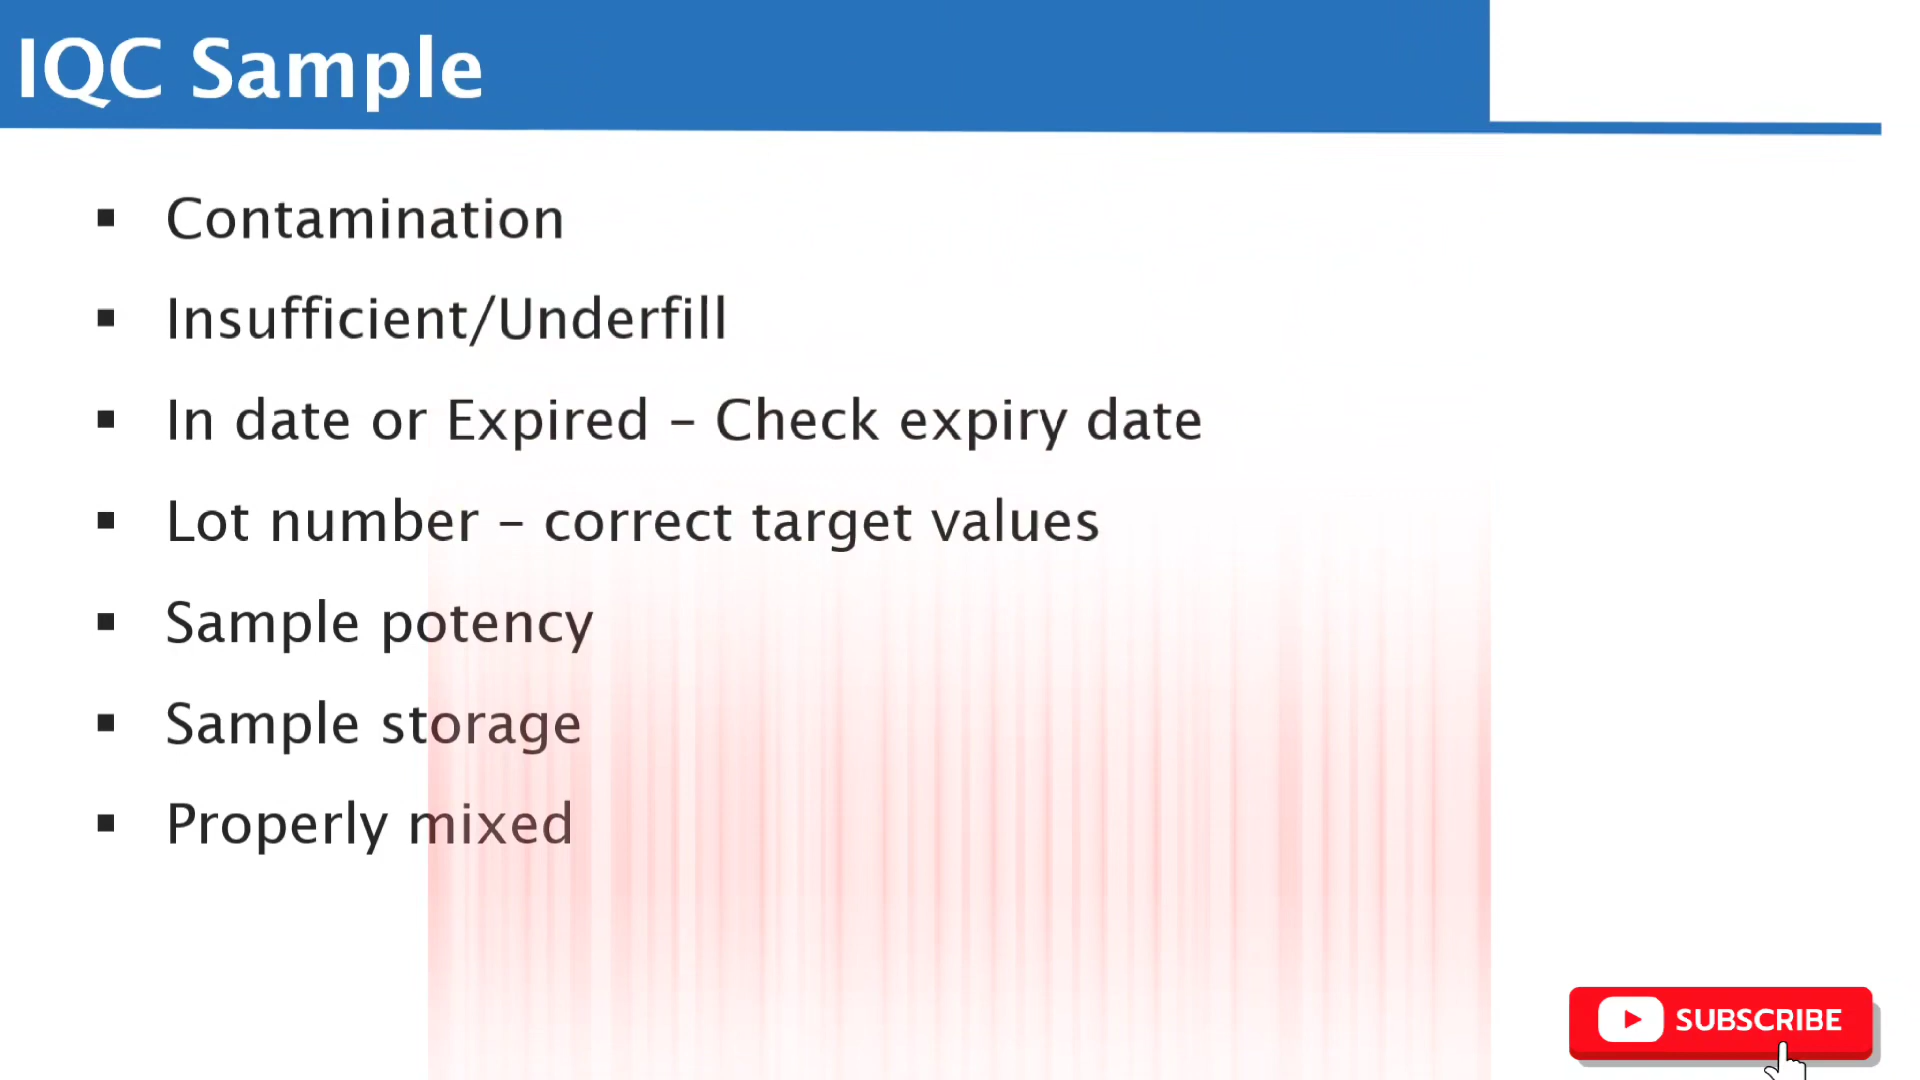 IQC Sample
▪ Contamination
▪ Insufficient/Underfill
▪ In date or Expired – Check expiry date
▪ Lot number – correct target values
▪ Sample potency
▪ Sample storage
▪ Properly mixed
SUBSCRIBE